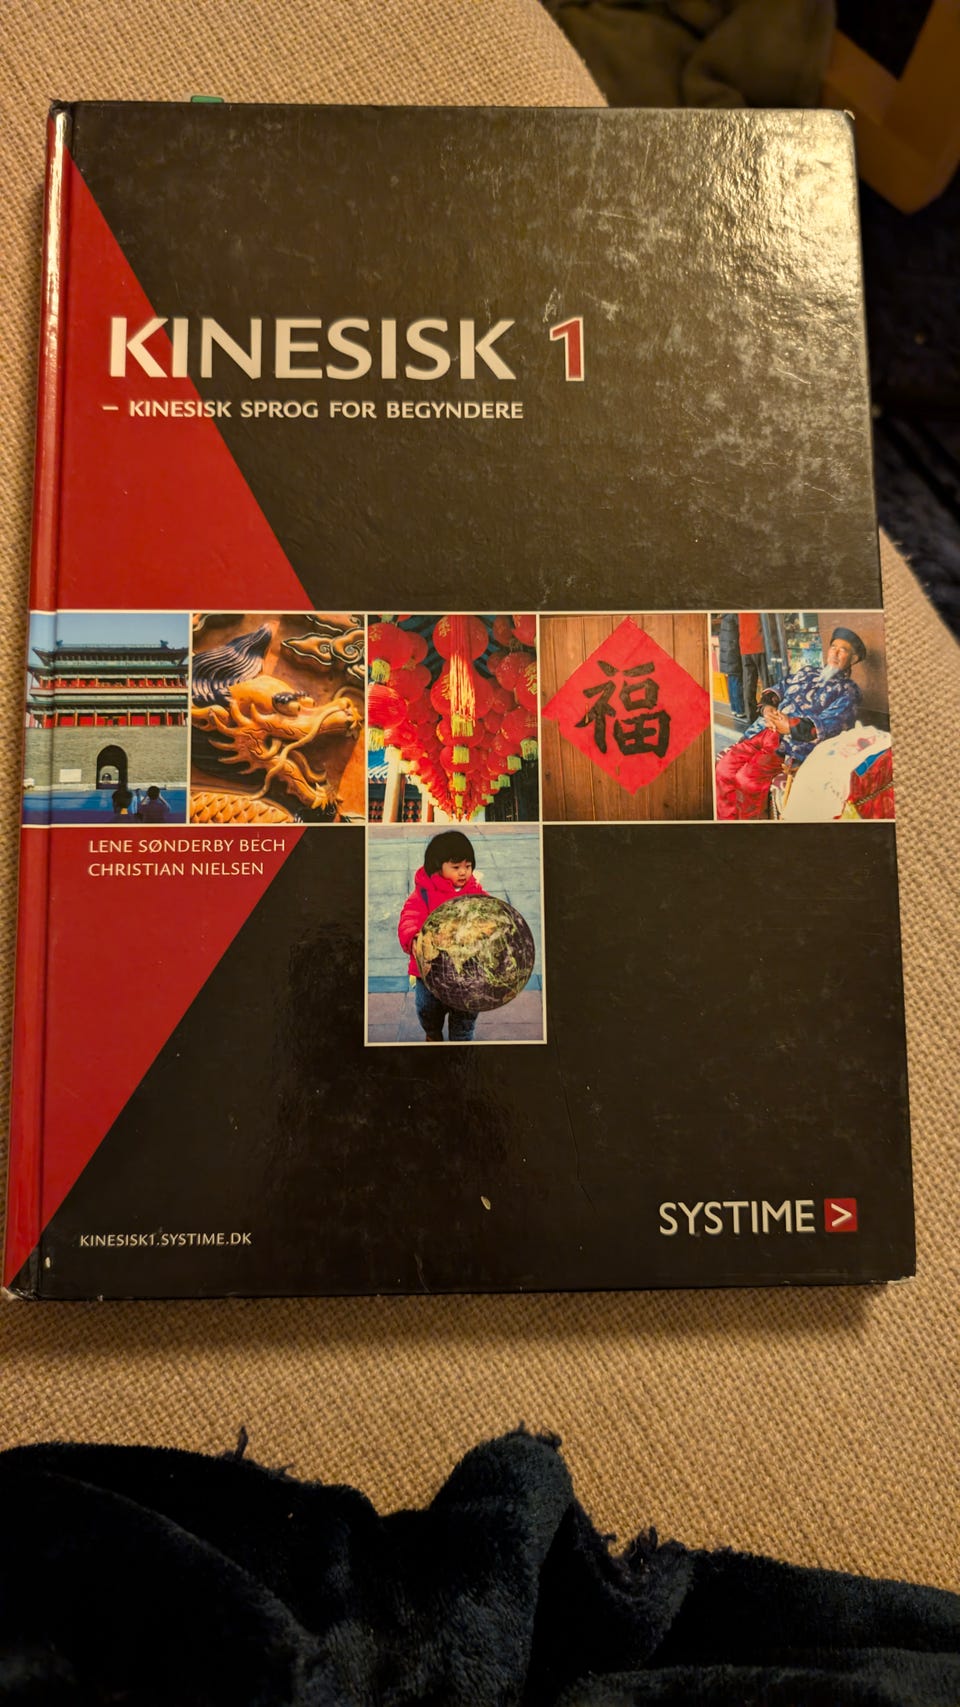 KINESISK 1
– KINESISK SPROG FOR BEGYNDERE
福
LENE SØNDERBY BECH
CHRISTIAN NIELSEN
KINESISK1.SYSTIME.DK
SYSTIME >